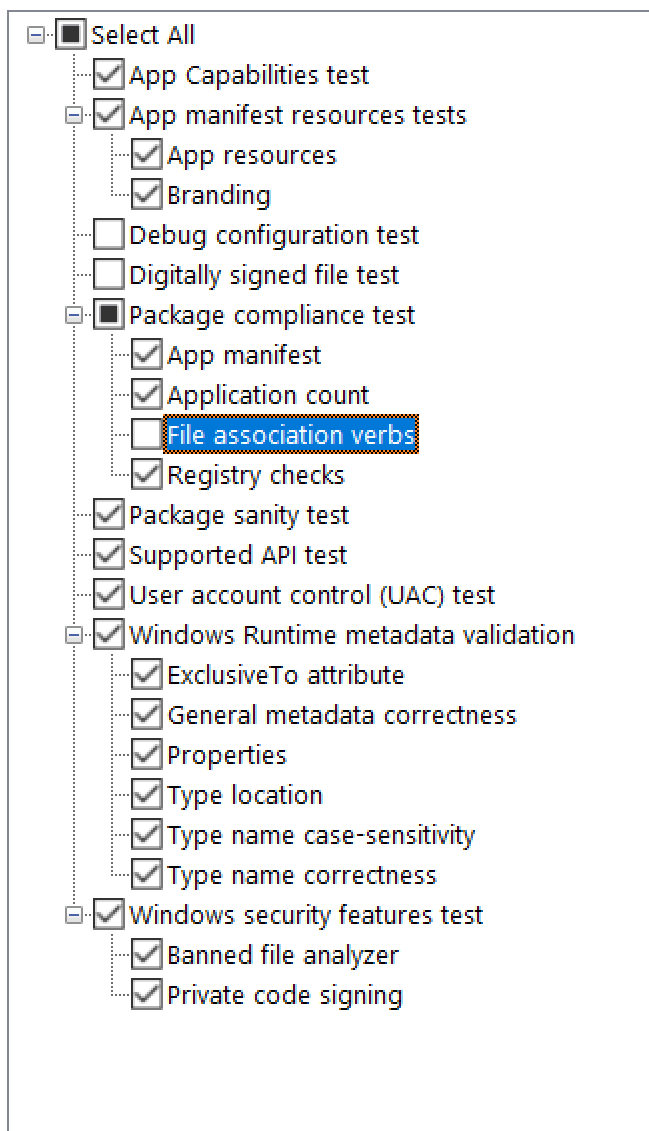 Select All
App Capabilities test
App manifest resources tests
App resources
Branding
Debug configuration test
Digitally signed file test
Package compliance test
App manifest
Application count
File association verbs
Registry checks
Package sanity test
Supported API test
User account control (UAC) test
Windows Runtime metadata validation
ExclusiveTo attribute
General metadata correctness
Properties
Type location
Type name case-sensitivity
Type name correctness
Windows security features test
Banned file analyzer
Private code signing